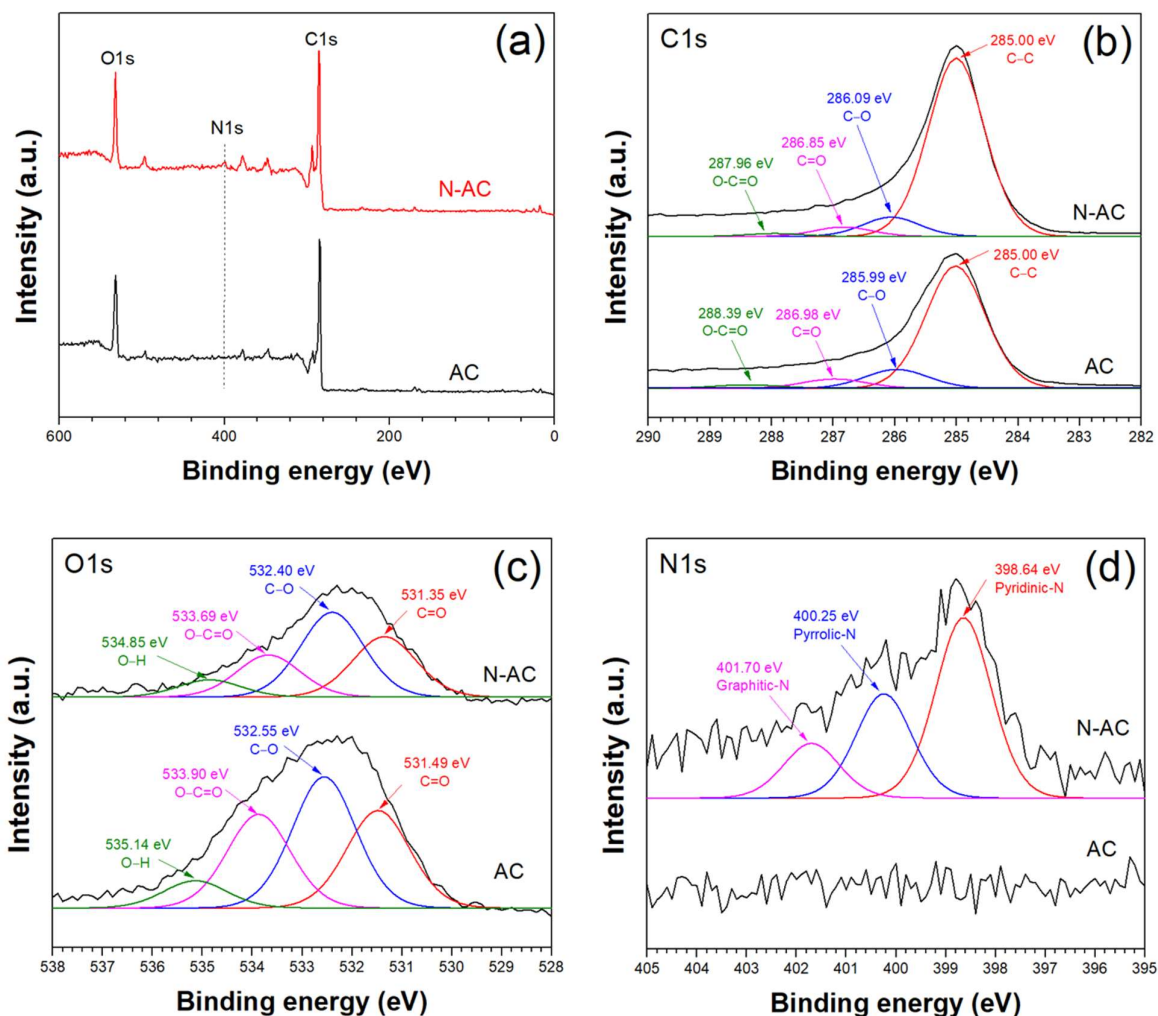 (a)
O1s
C1s
N1s
N-AC
AC
Intensity (a.u.)
600
400
200
0
Binding energy (eV)
C1s
(b)
285.00 eV
C–C
286.09 eV
C–O
286.85 eV
C=O
287.96 eV
O-C=O
N-AC
285.00 eV
C–C
285.99 eV
C–O
286.98 eV
C=O
288.39 eV
O-C=O
AC
Intensity (a.u.)
290
289
288
287
286
285
284
283
282
Binding energy (eV)
O1s
(c)
532.40 eV
C–O
531.35 eV
C=O
533.69 eV
O–C=O
534.85 eV
O–H
N-AC
532.55 eV
C–O
531.49 eV
C=O
533.90 eV
O–C=O
535.14 eV
O–H
AC
Intensity (a.u.)
538
537
536
535
534
533
532
531
530
529
528
Binding energy (eV)
N1s
(d)
398.64 eV
Pyridinic-N
400.25 eV
Pyrrolic-N
401.70 eV
Graphitic-N
N-AC
AC
Intensity (a.u.)
405
404
403
402
401
400
399
398
397
396
395
Binding energy (eV)